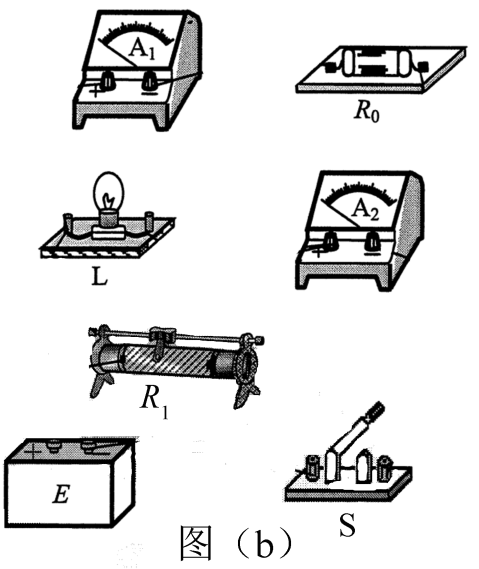 A₁
+ −
R₀
L
A₂
+ −
R₁
+ −
E
S
图（b）